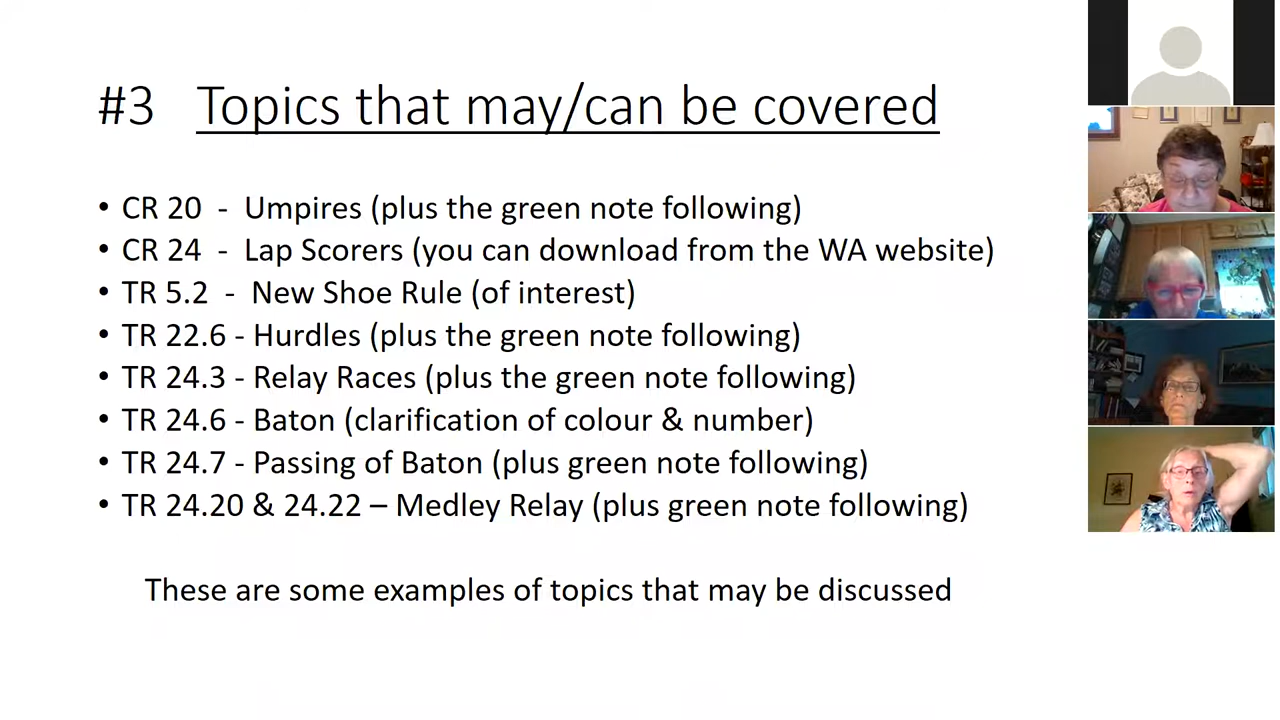 #3 Topics that may/can be covered
• CR 20 - Umpires (plus the green note following)
• CR 24 - Lap Scorers (you can download from the WA website)
• TR 5.2 - New Shoe Rule (of interest)
• TR 22.6 - Hurdles (plus the green note following)
• TR 24.3 - Relay Races (plus the green note following)
• TR 24.6 - Baton (clarification of colour & number)
• TR 24.7 - Passing of Baton (plus green note following)
• TR 24.20 & 24.22 – Medley Relay (plus green note following)
These are some examples of topics that may be discussed